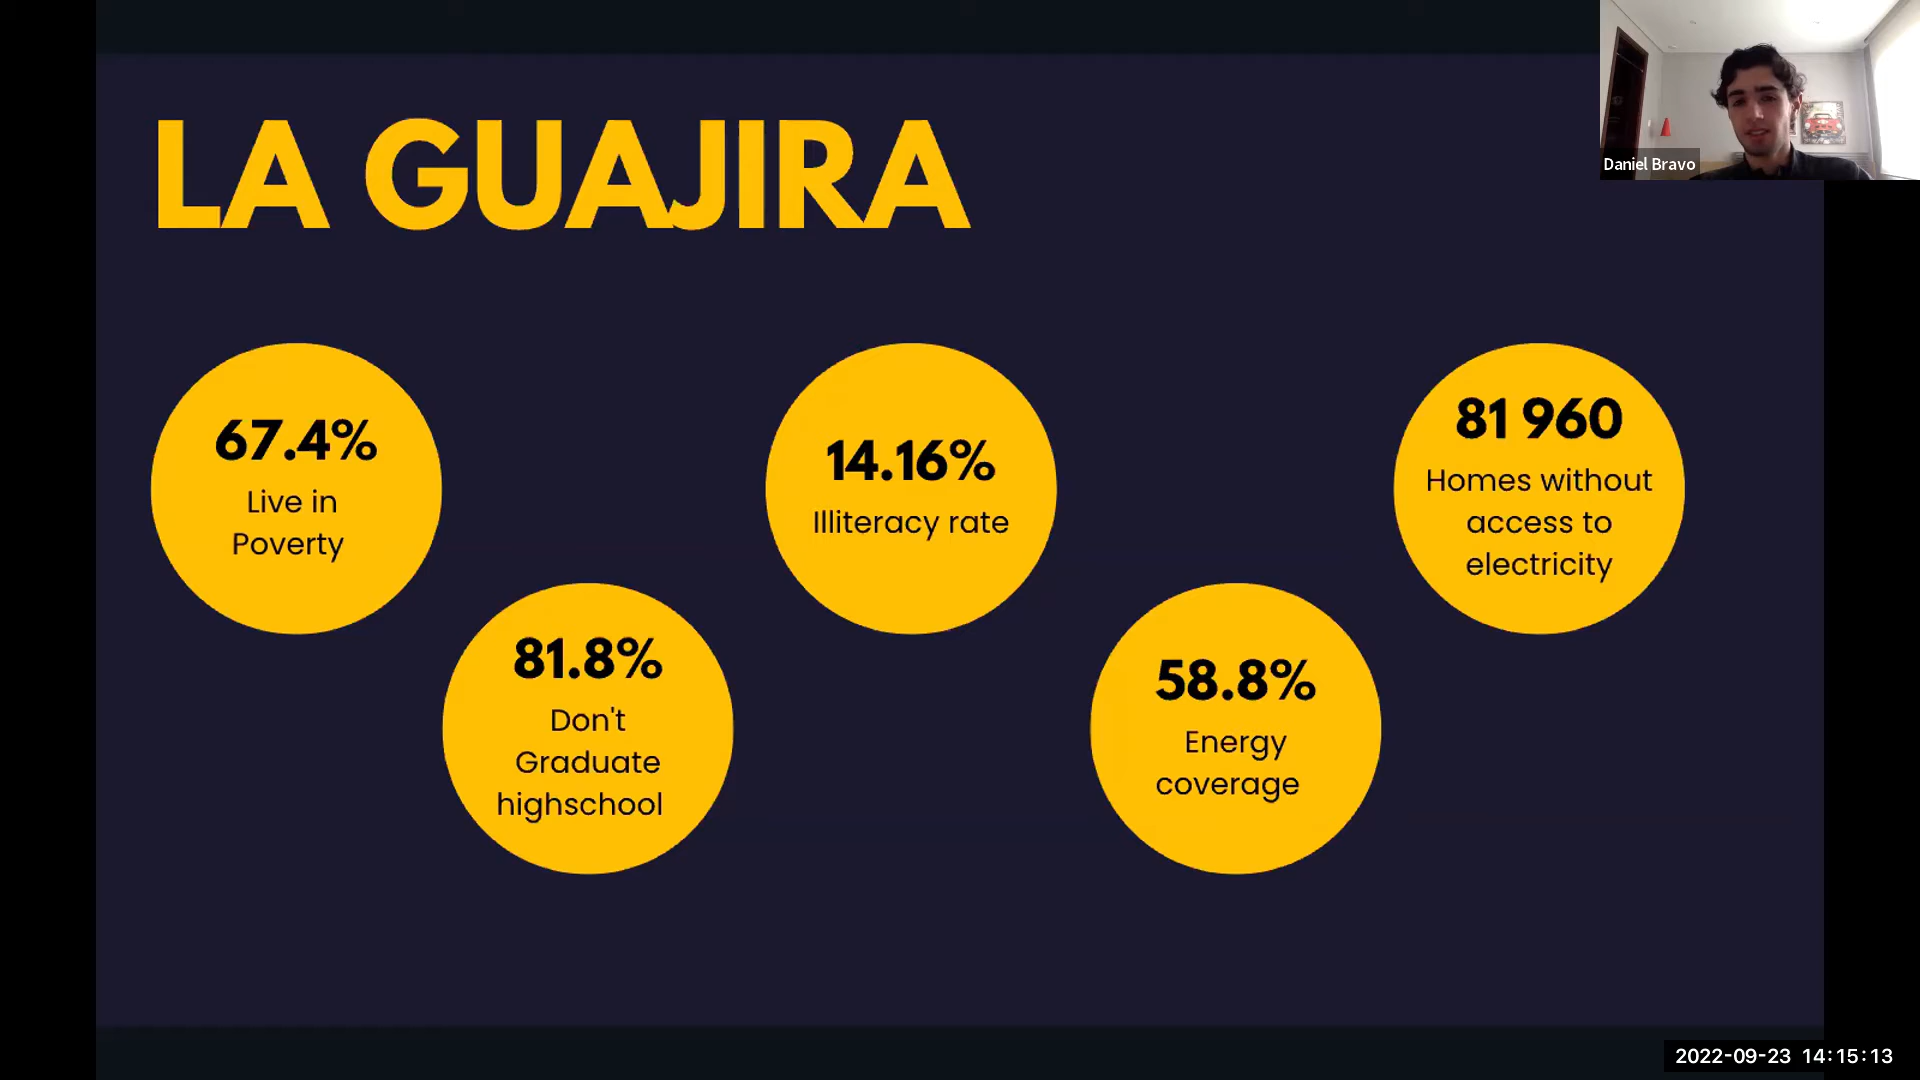 LA GUAJIRA
Daniel Bravo
67.4%
Live in
Poverty
81.8%
Don't
Graduate
highschool
14.16%
Illiteracy rate
58.8%
Energy
coverage
81 960
Homes without
access to
electricity
2022-09-23 14:15:13